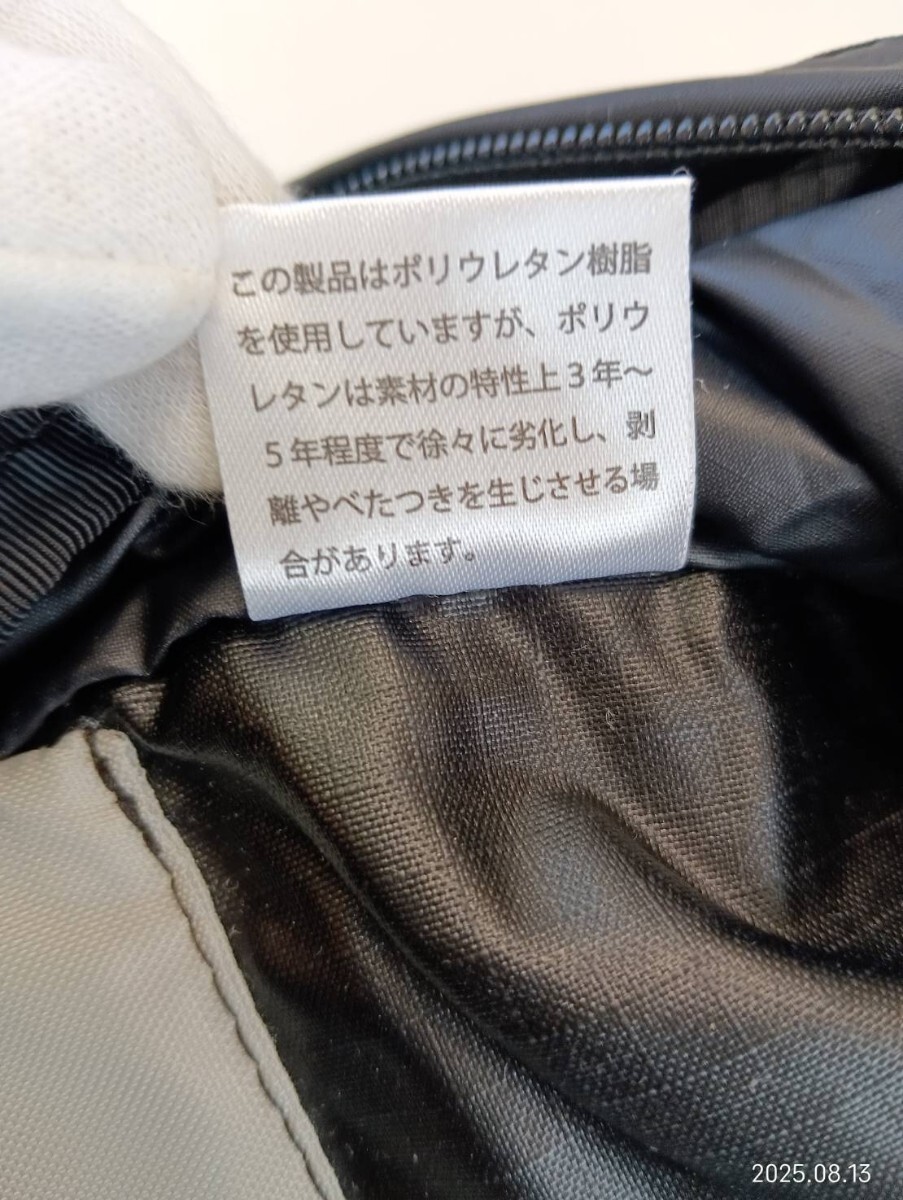 この製品はポリウレタン樹脂
を使用していますが、ポリウ
レタンは素材の特性上3年～
5年程度で徐々に劣化し、剥
離やべたつきを生じさせる場
合があります。
2025.08.13